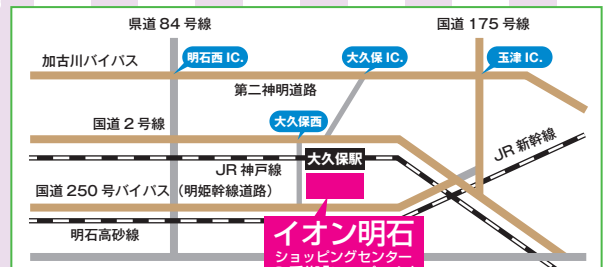 県道84号線
国道175号線
加古川バイパス
明石西 IC.
大久保 IC.
玉津 IC.
第二神明道路
国道2号線
大久保西
大久保駅
JR 新幹線
JR 神戸線
国道250号バイパス（明姫幹線道路）
明石高砂線
イオン明石
ショッピングセンター